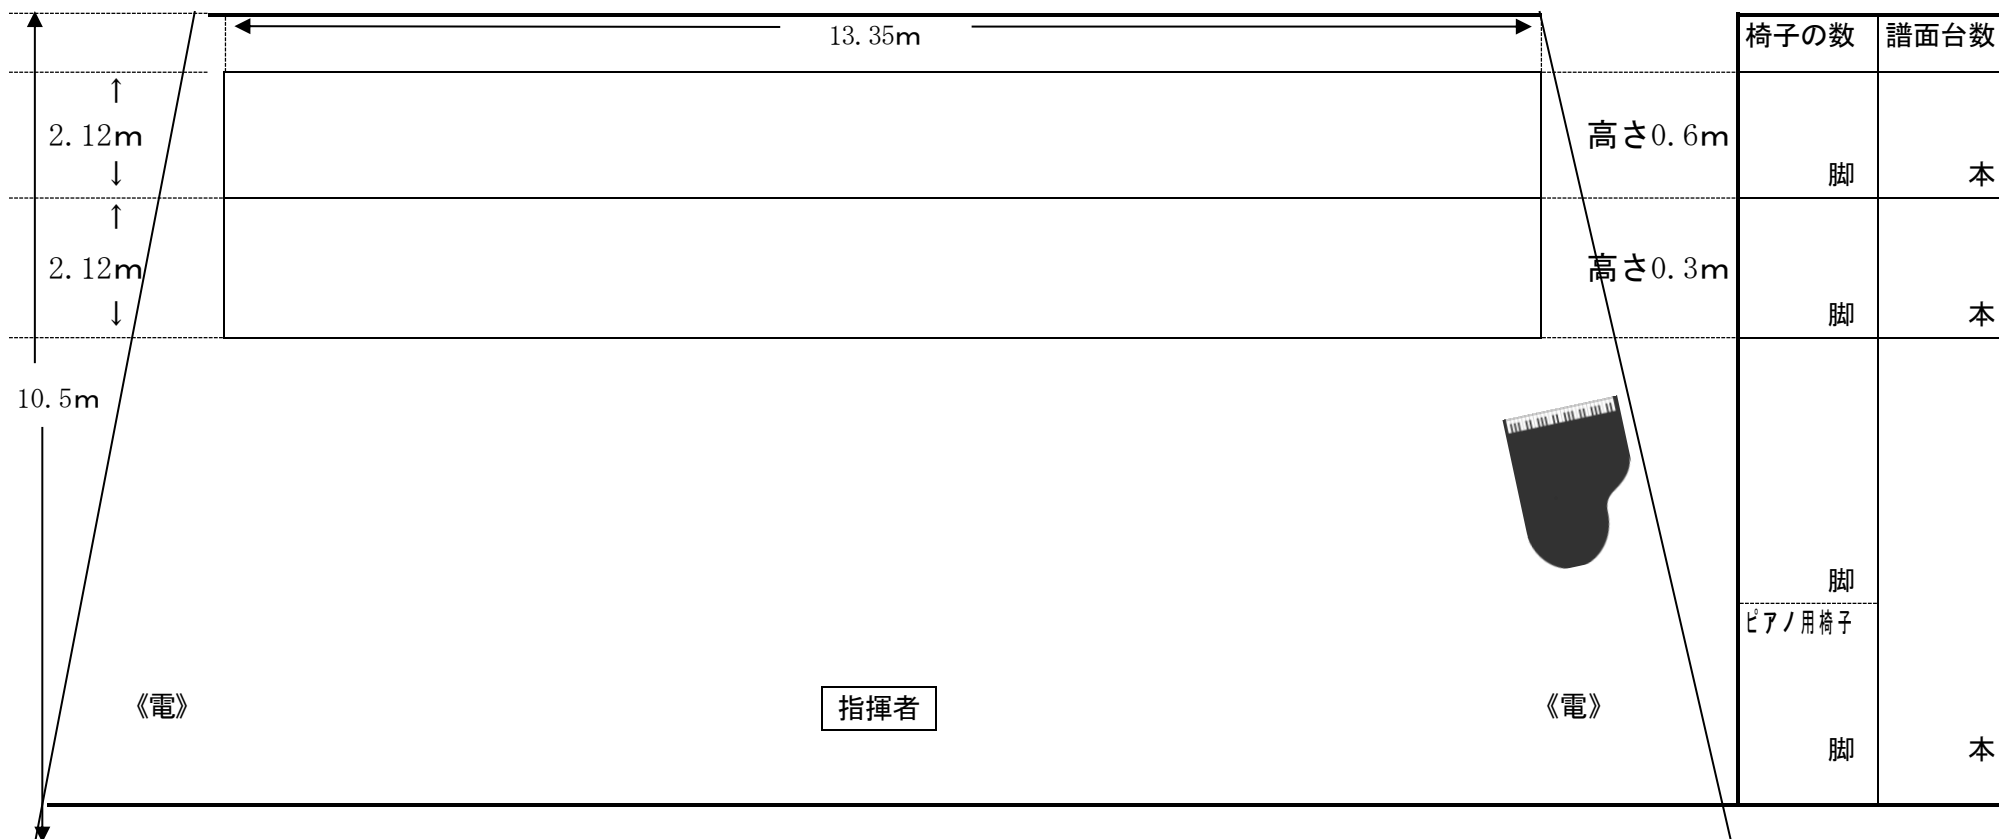 13.35m
椅子の数 譜面台数
↑
2.12m
↓
高さ0.6m
脚 本
↑
2.12m
↓
高さ0.3m
脚 本
10.5m
脚
ピアノ用椅子
《電》 指揮者 《電》
脚 本